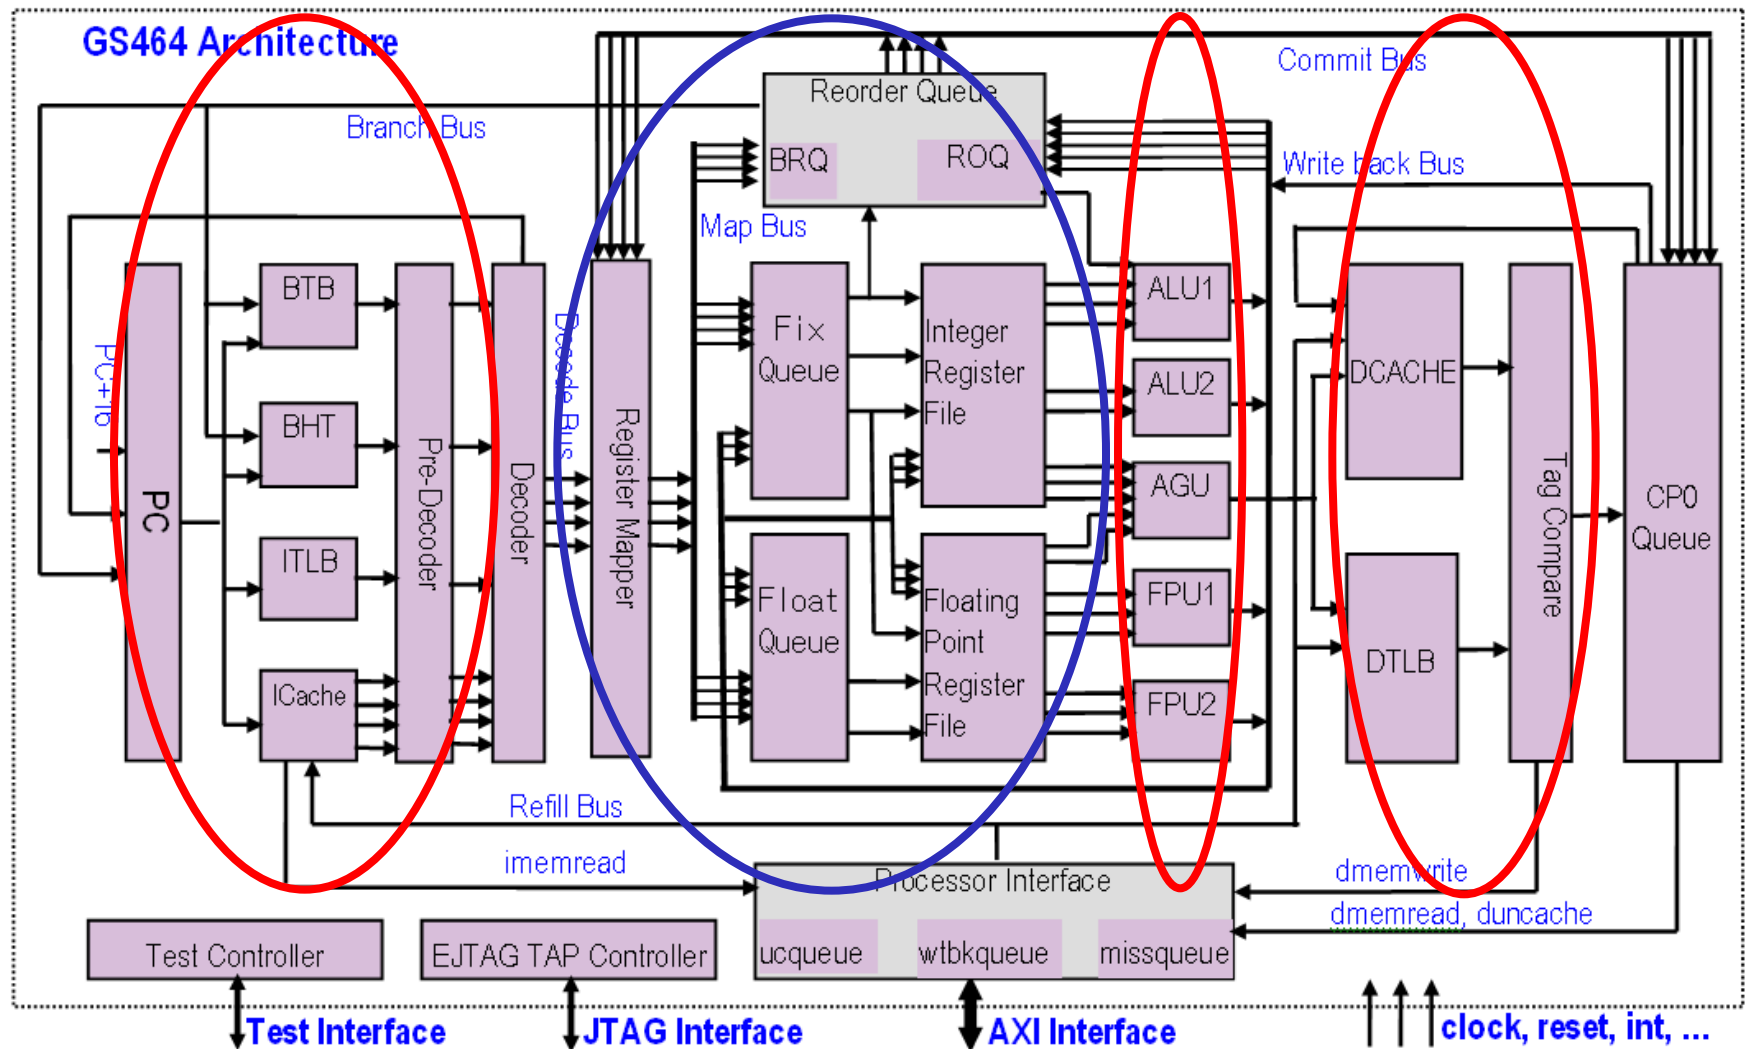 GS464 Architecture
Commit Bus
Reorder Queue
Branch Bus
BRQ
ROQ
Write back Bus
Map Bus
PC+16
PC
BTB
BHT
ITLB
ICache
Pre-Decoder
Decoder
Decode Bus
Register Mapper
Fix
Queue
Float
Queue
Integer
Register
File
Floating
Point
Register
File
ALU1
ALU2
AGU
FPU1
FPU2
DCACHE
DTLB
Tag Compare
CP0
Queue
Refill Bus
imemread
Processor Interface
ucqueue
wtbkqueue
missqueue
dmemwrite
dmemread, duncache
Test Controller
EJTAG TAP Controller
Test Interface
JTAG Interface
AXI Interface
clock, reset, int, ...